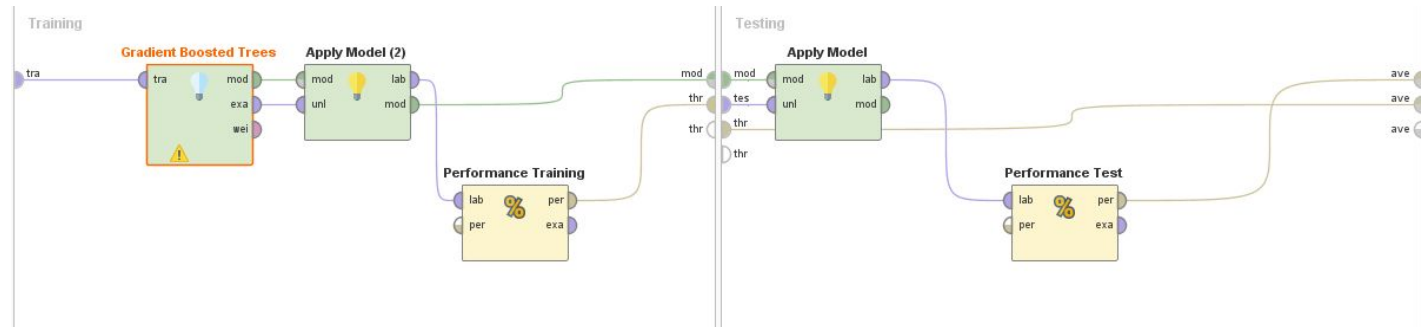 Training
Testing
Gradient Boosted Trees
Apply Model (2)
Apply Model
tra
tra
mod
exa
wei
mod
unl
lab
mod
mod
thr
thr
mod
tes
thr
thr
mod
unl
lab
mod
ave
ave
ave
Performance Training
lab
per
per
exa
Performance Test
lab
per
per
exa